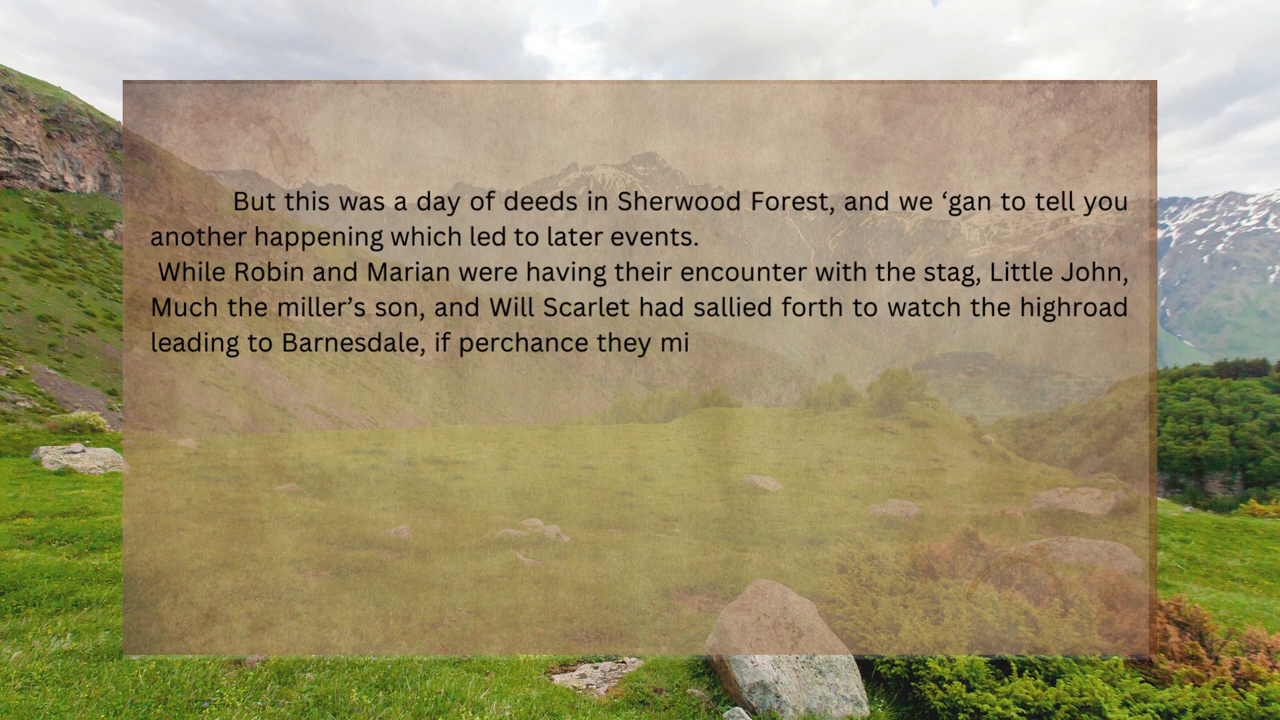 But this was a day of deeds in Sherwood Forest, and we ‘gan to tell you
another happening which led to later events.
While Robin and Marian were having their encounter with the stag, Little John,
Much the miller’s son, and Will Scarlet had sallied forth to watch the highroad
leading to Barnesdale, if perchance they mi